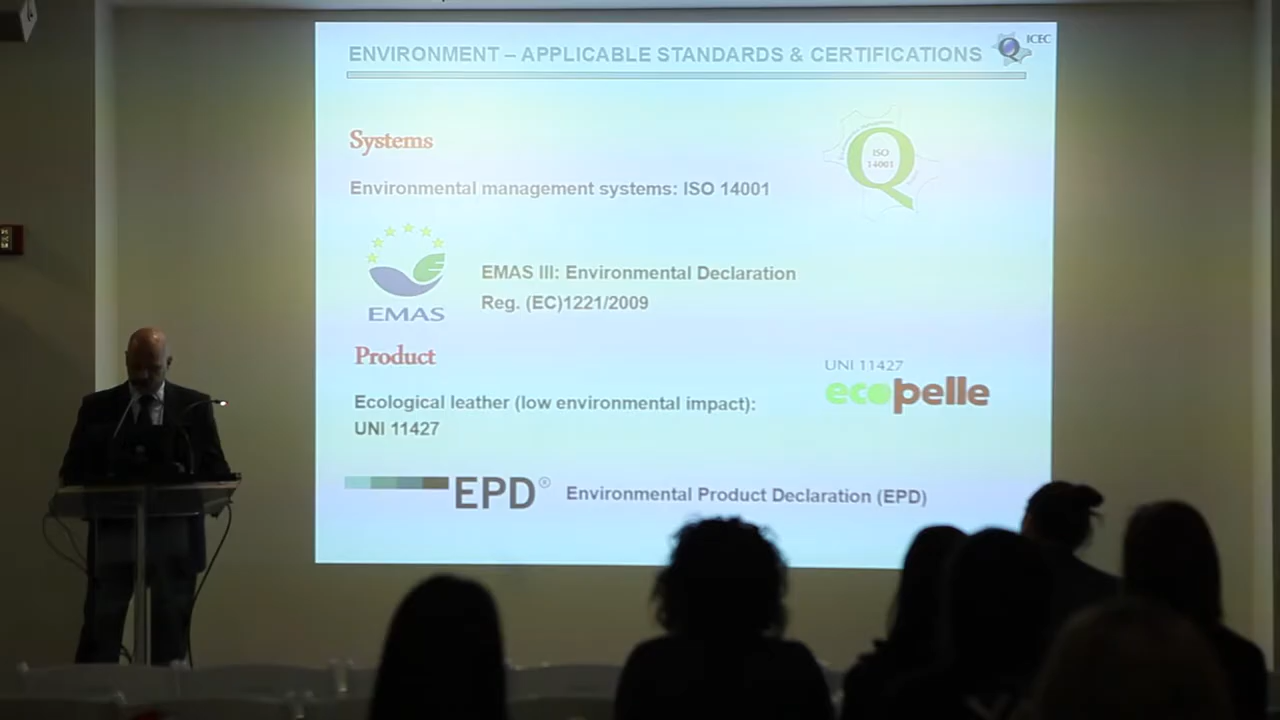 ENVIRONMENT – APPLICABLE STANDARDS & CERTIFICATIONS
ICEC
Systems
ISO
14001
Environmental management systems: ISO 14001
EMAS III: Environmental Declaration
Reg. (EC)1221/2009
EMAS
Product
UNI 11427
ecopelle
Ecological leather (low environmental impact):
UNI 11427
EPD®
Environmental Product Declaration (EPD)